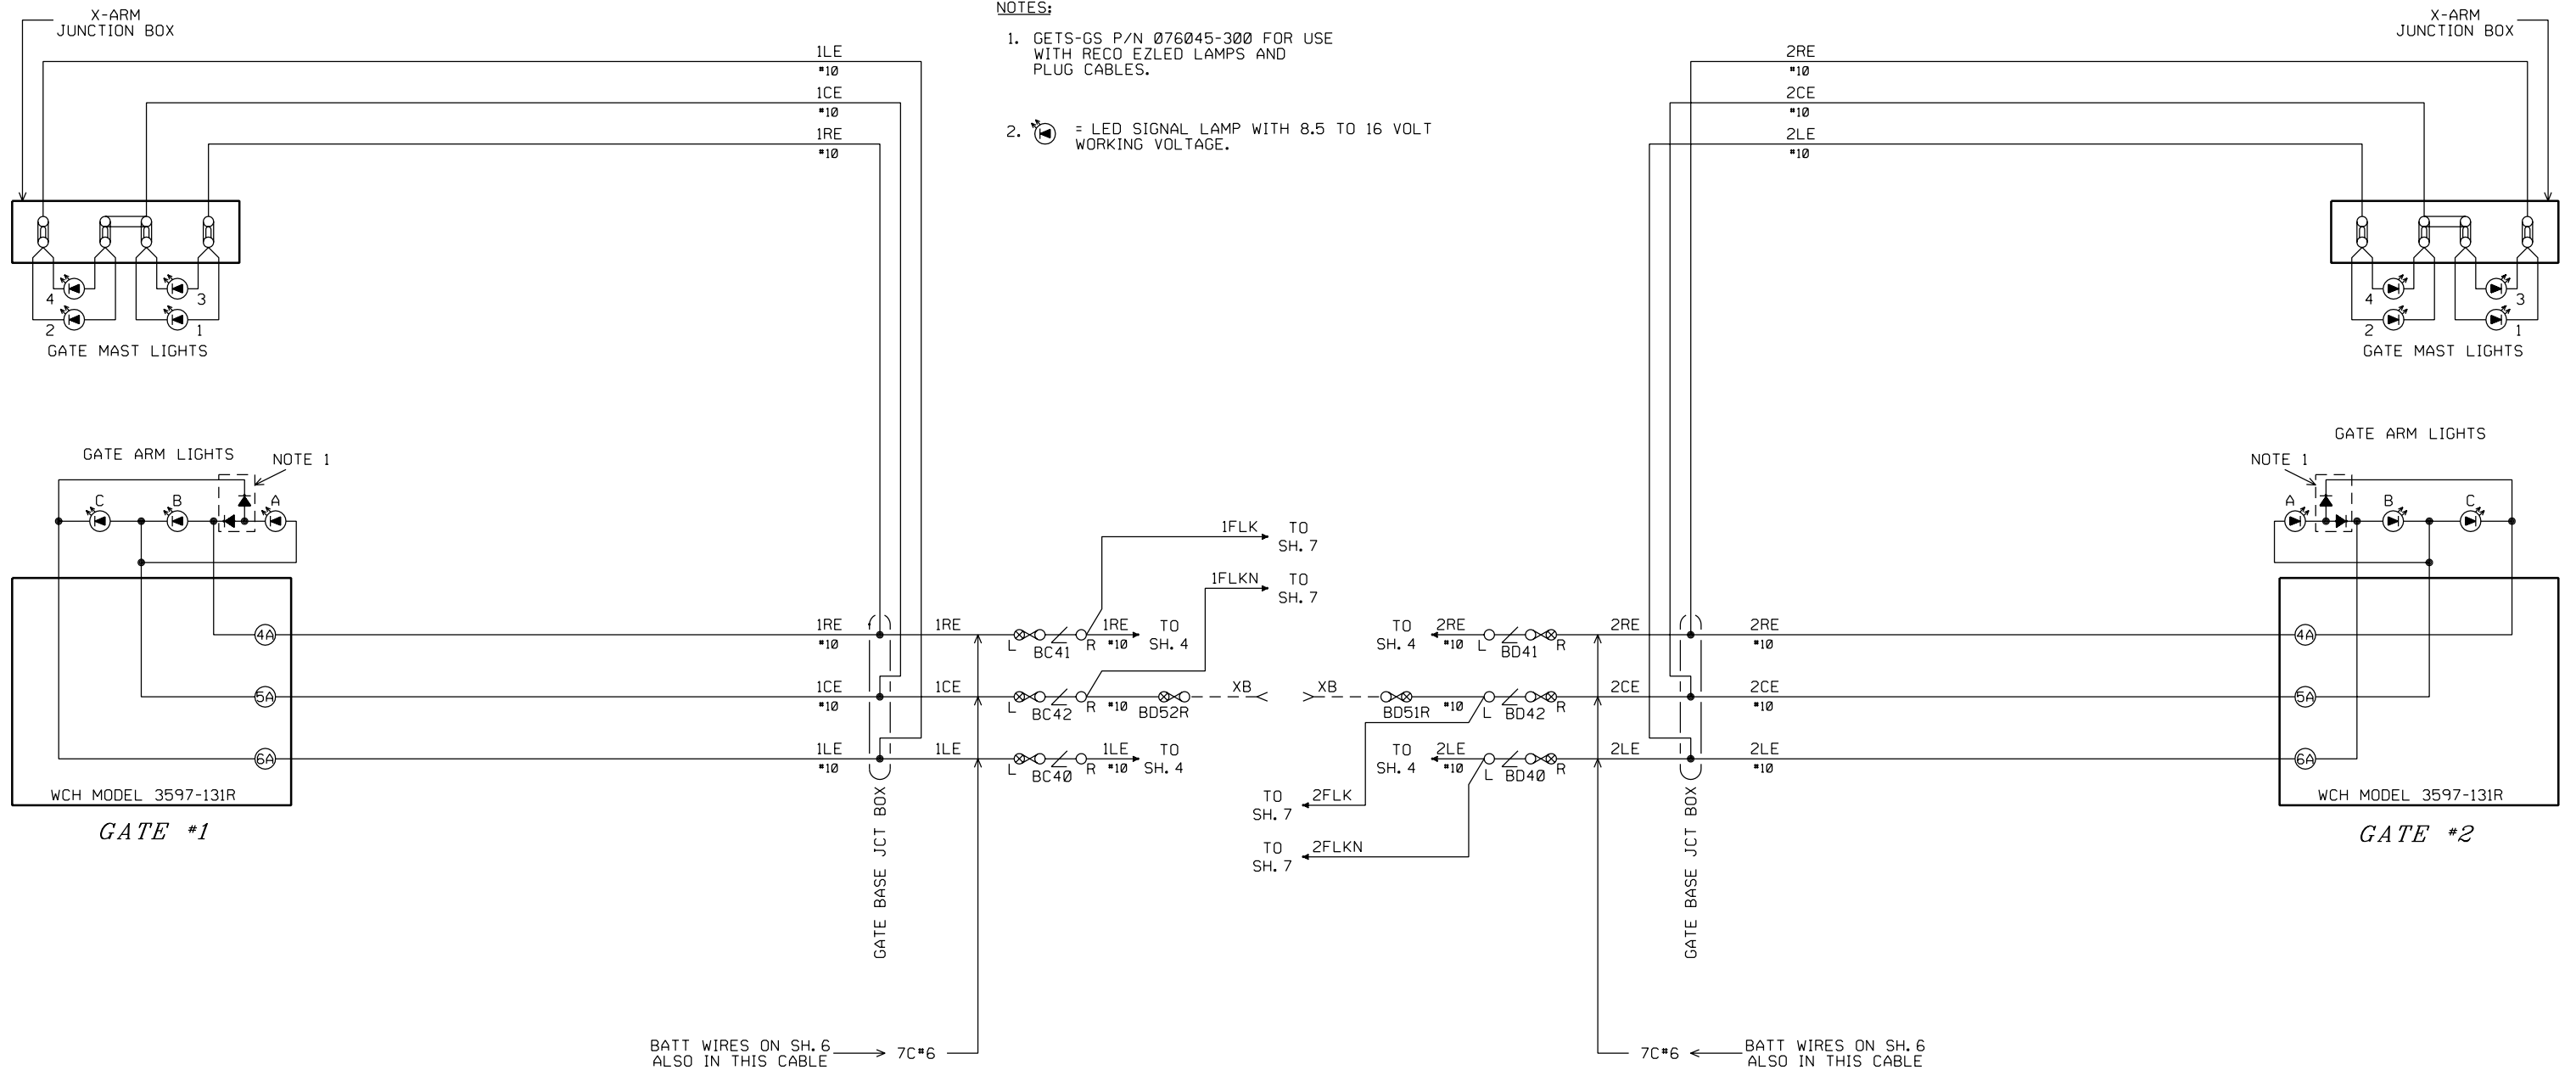 X-ARM
JUNCTION BOX
1LE
#10
1CE
#10
1RE
#10
4
3
2
1
GATE MAST LIGHTS
NOTES:
1. GETS-GS P/N 076045-300 FOR USE
WITH RECO EZLED LAMPS AND
PLUG CABLES.
2. = LED SIGNAL LAMP WITH 8.5 TO 16 VOLT
WORKING VOLTAGE.
X-ARM
JUNCTION BOX
2RE
#10
2CE
#10
2LE
#10
4
3
2
1
GATE MAST LIGHTS
GATE ARM LIGHTS
NOTE 1
C
B
A
4A
5A
6A
WCH MODEL 3597-131R
GATE #1
1RE
#10
1CE
#10
1LE
#10
GATE BASE JCT BOX
1RE
1CE
1LE
1FLK
TO
SH. 7
1FLKN
TO
SH. 7
L
BC41
R
1RE
#10
TO
SH. 4
L
BC42
R
#10
BD52R
XB
L
BC40
R
1LE
#10
TO
SH. 4
BATT WIRES ON SH. 6
ALSO IN THIS CABLE
7C#6
TO
SH. 4
2RE
#10
L
BD41
R
XB
BD51R
#10
L
BD42
R
TO
SH. 4
2LE
#10
L
BD40
R
TO
SH. 7
2FLK
TO
SH. 7
2FLKN
2RE
2CE
2LE
GATE BASE JCT BOX
2RE
#10
2CE
#10
2LE
#10
7C#6
BATT WIRES ON SH. 6
ALSO IN THIS CABLE
GATE ARM LIGHTS
NOTE 1
A
B
C
4A
5A
6A
WCH MODEL 3597-131R
GATE #2